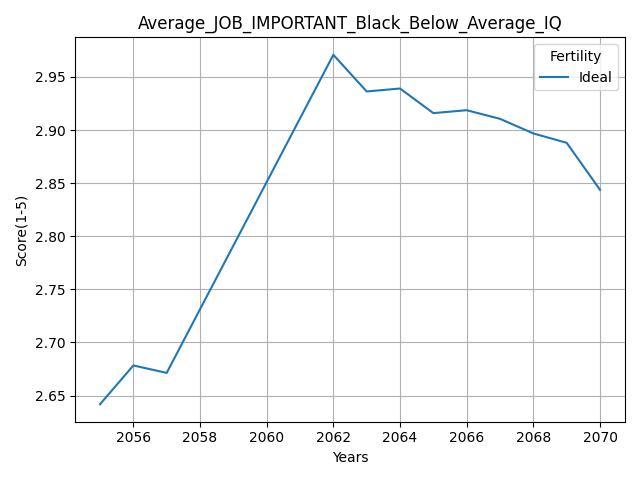 Average_JOB_IMPORTANT_Black_Below_Average_IQ
Fertility
Ideal
Score(1-5)
2.95
2.90
2.85
2.80
2.75
2.70
2.65
2056 2058 2060 2062 2064 2066 2068 2070
Years